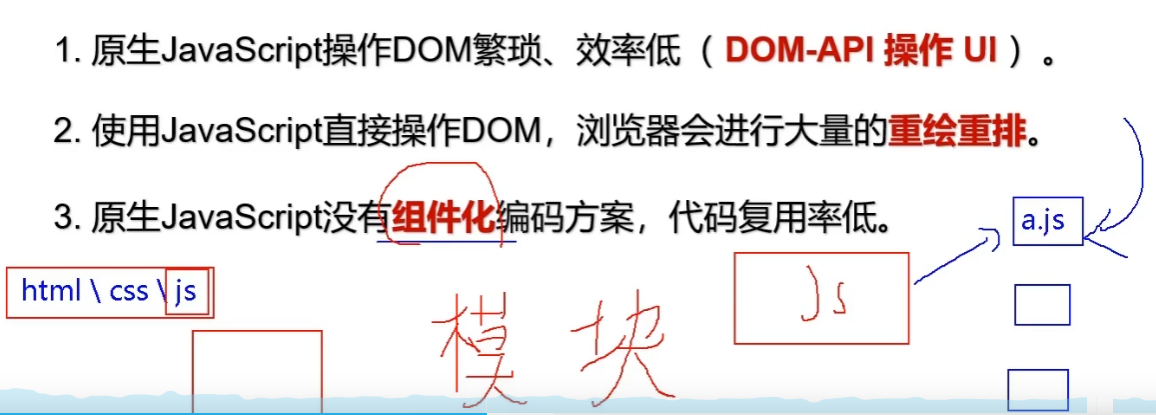 1. 原生JavaScript操作DOM繁琐、效率低（DOM-API 操作 UI）。
2. 使用JavaScript直接操作DOM，浏览器会进行大量的重绘重排。
3. 原生JavaScript没有组件化编码方案，代码复用率低。
a.js
html \ css \ js
模块
js